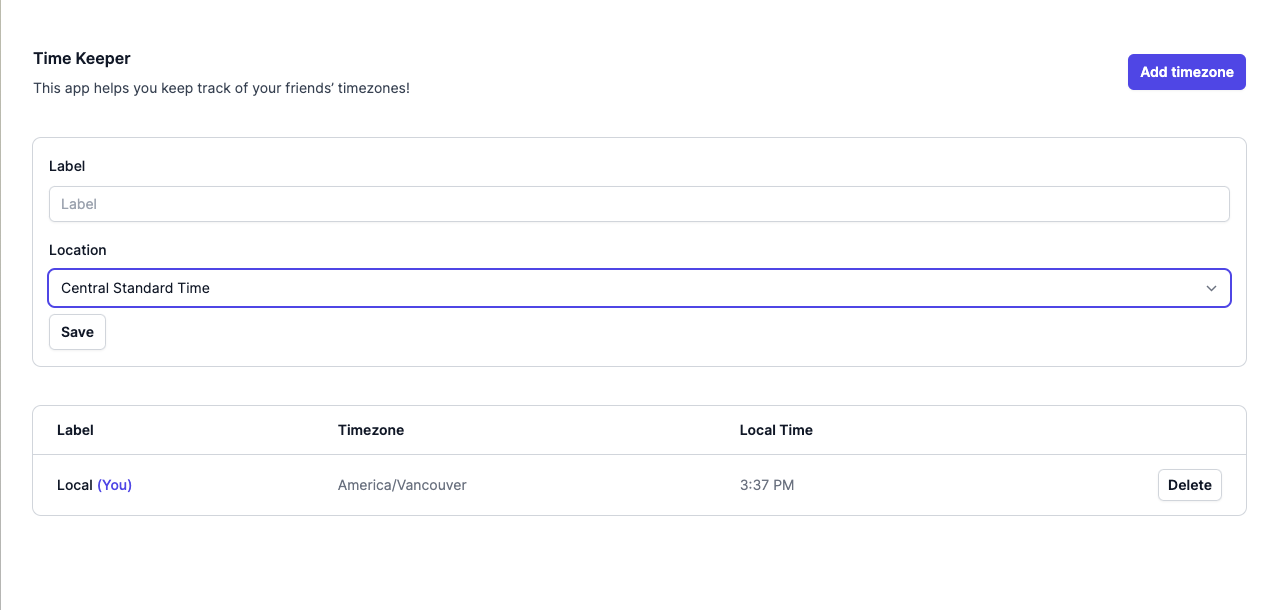 Time Keeper
This app helps you keep track of your friends’ timezones!
Add timezone
Label
Label
Location
Central Standard Time
Save
Label Timezone Local Time
Local (You) America/Vancouver 3:37 PM Delete